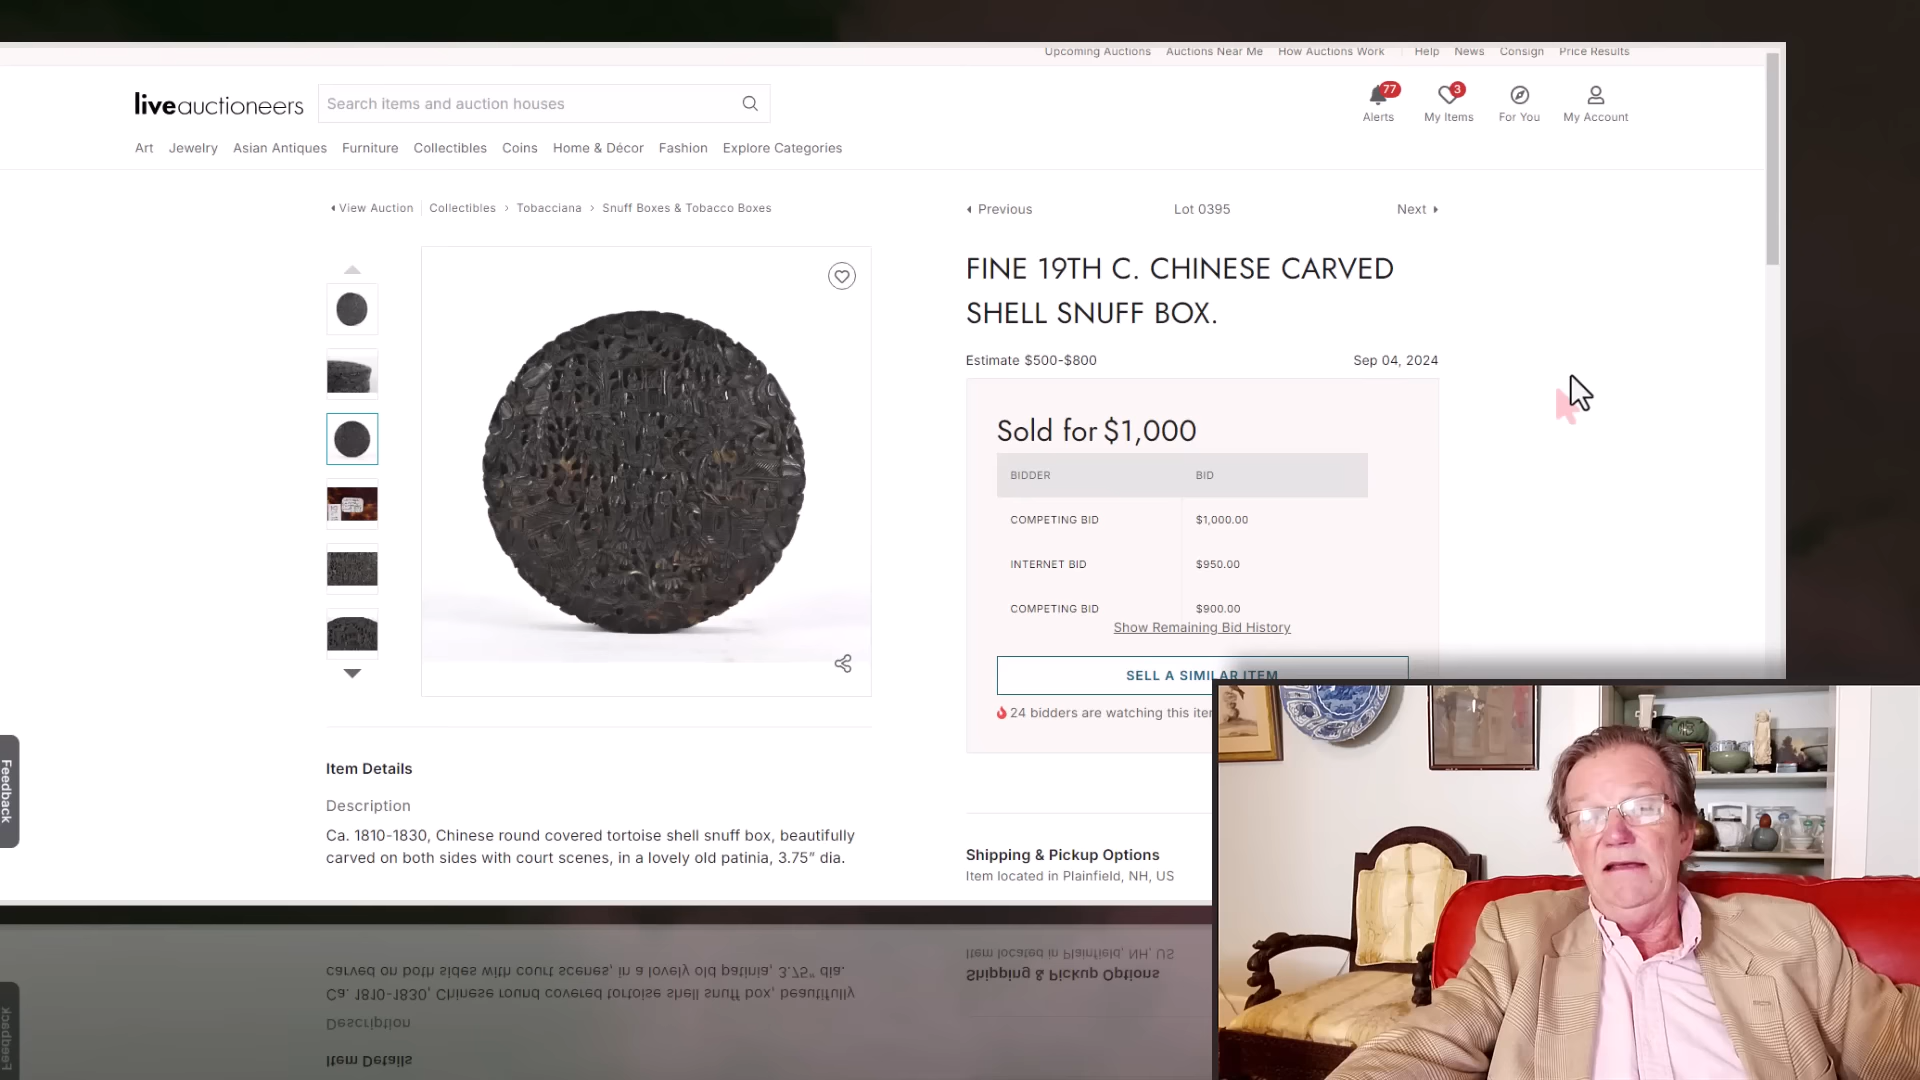 Upcoming Auctions Auctions Near Me How Auctions Work Help News Consign Price Results
liveauctioneers
Search items and auction houses
77
3
Alerts My Items For You My Account
Art Jewelry Asian Antiques Furniture Collectibles Coins Home & Décor Fashion Explore Categories
View Auction Collectibles › Tobacciana › Snuff Boxes & Tobacco Boxes
Previous Lot 0395 Next
FINE 19TH C. CHINESE CARVED
SHELL SNUFF BOX.
Estimate $500-$800 Sep 04, 2024
Sold for $1,000
BIDDER BID
COMPETING BID $1,000.00
INTERNET BID $950.00
COMPETING BID $900.00
Show Remaining Bid History
SELL A SIMILAR ITEM
24 bidders are watching this iter
Feedback
Item Details
Description
Ca. 1810-1830, Chinese round covered tortoise shell snuff box, beautifully
carved on both sides with court scenes, in a lovely old patinia, 3.75" dia.
Shipping & Pickup Options
Item located in Plainfield, NH, US